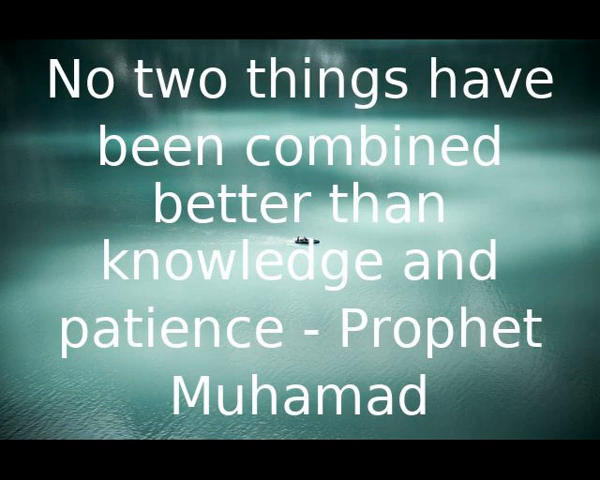 No two things have
been combined
better than
knowledge and
patience - Prophet
Muhamad